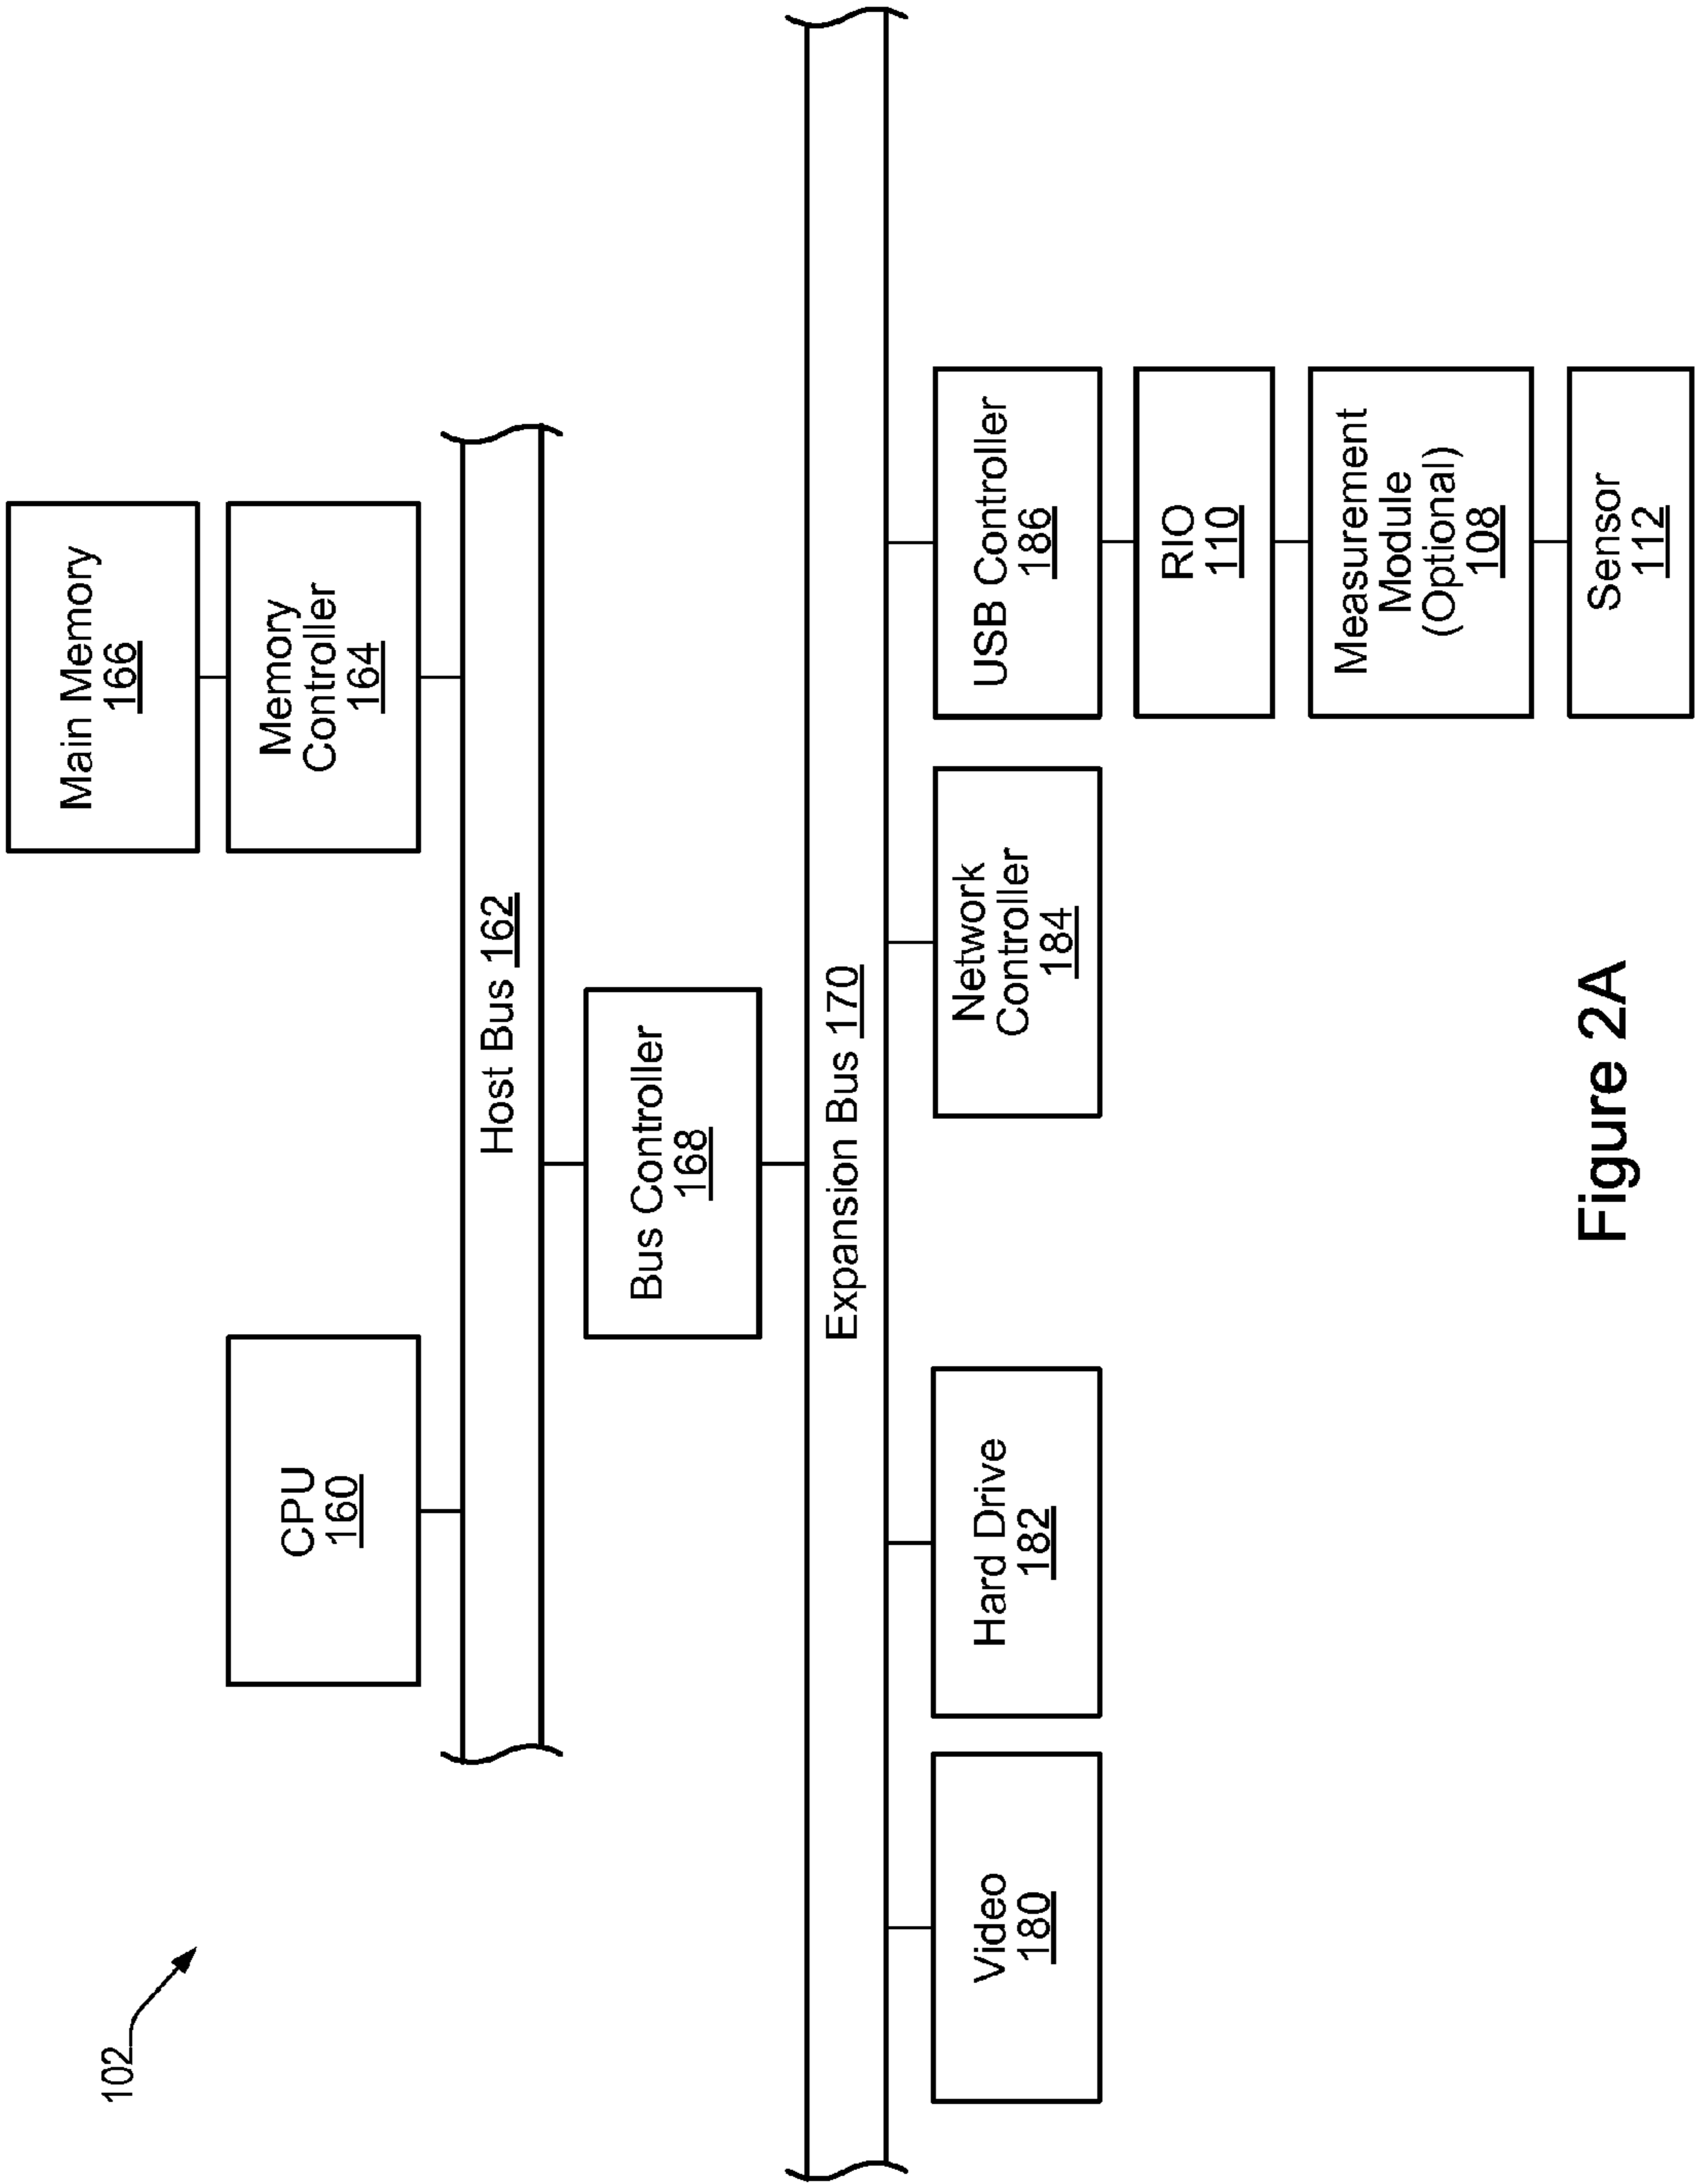 102
Main Memory
166
CPU
160
Memory
Controller
164
Host Bus 162
Bus Controller
168
Expansion Bus 170
Video
180
Hard Drive
182
Network
Controller
184
USB Controller
186
RIO
110
Measurement
Module
(Optional)
108
Sensor
112
Figure 2A